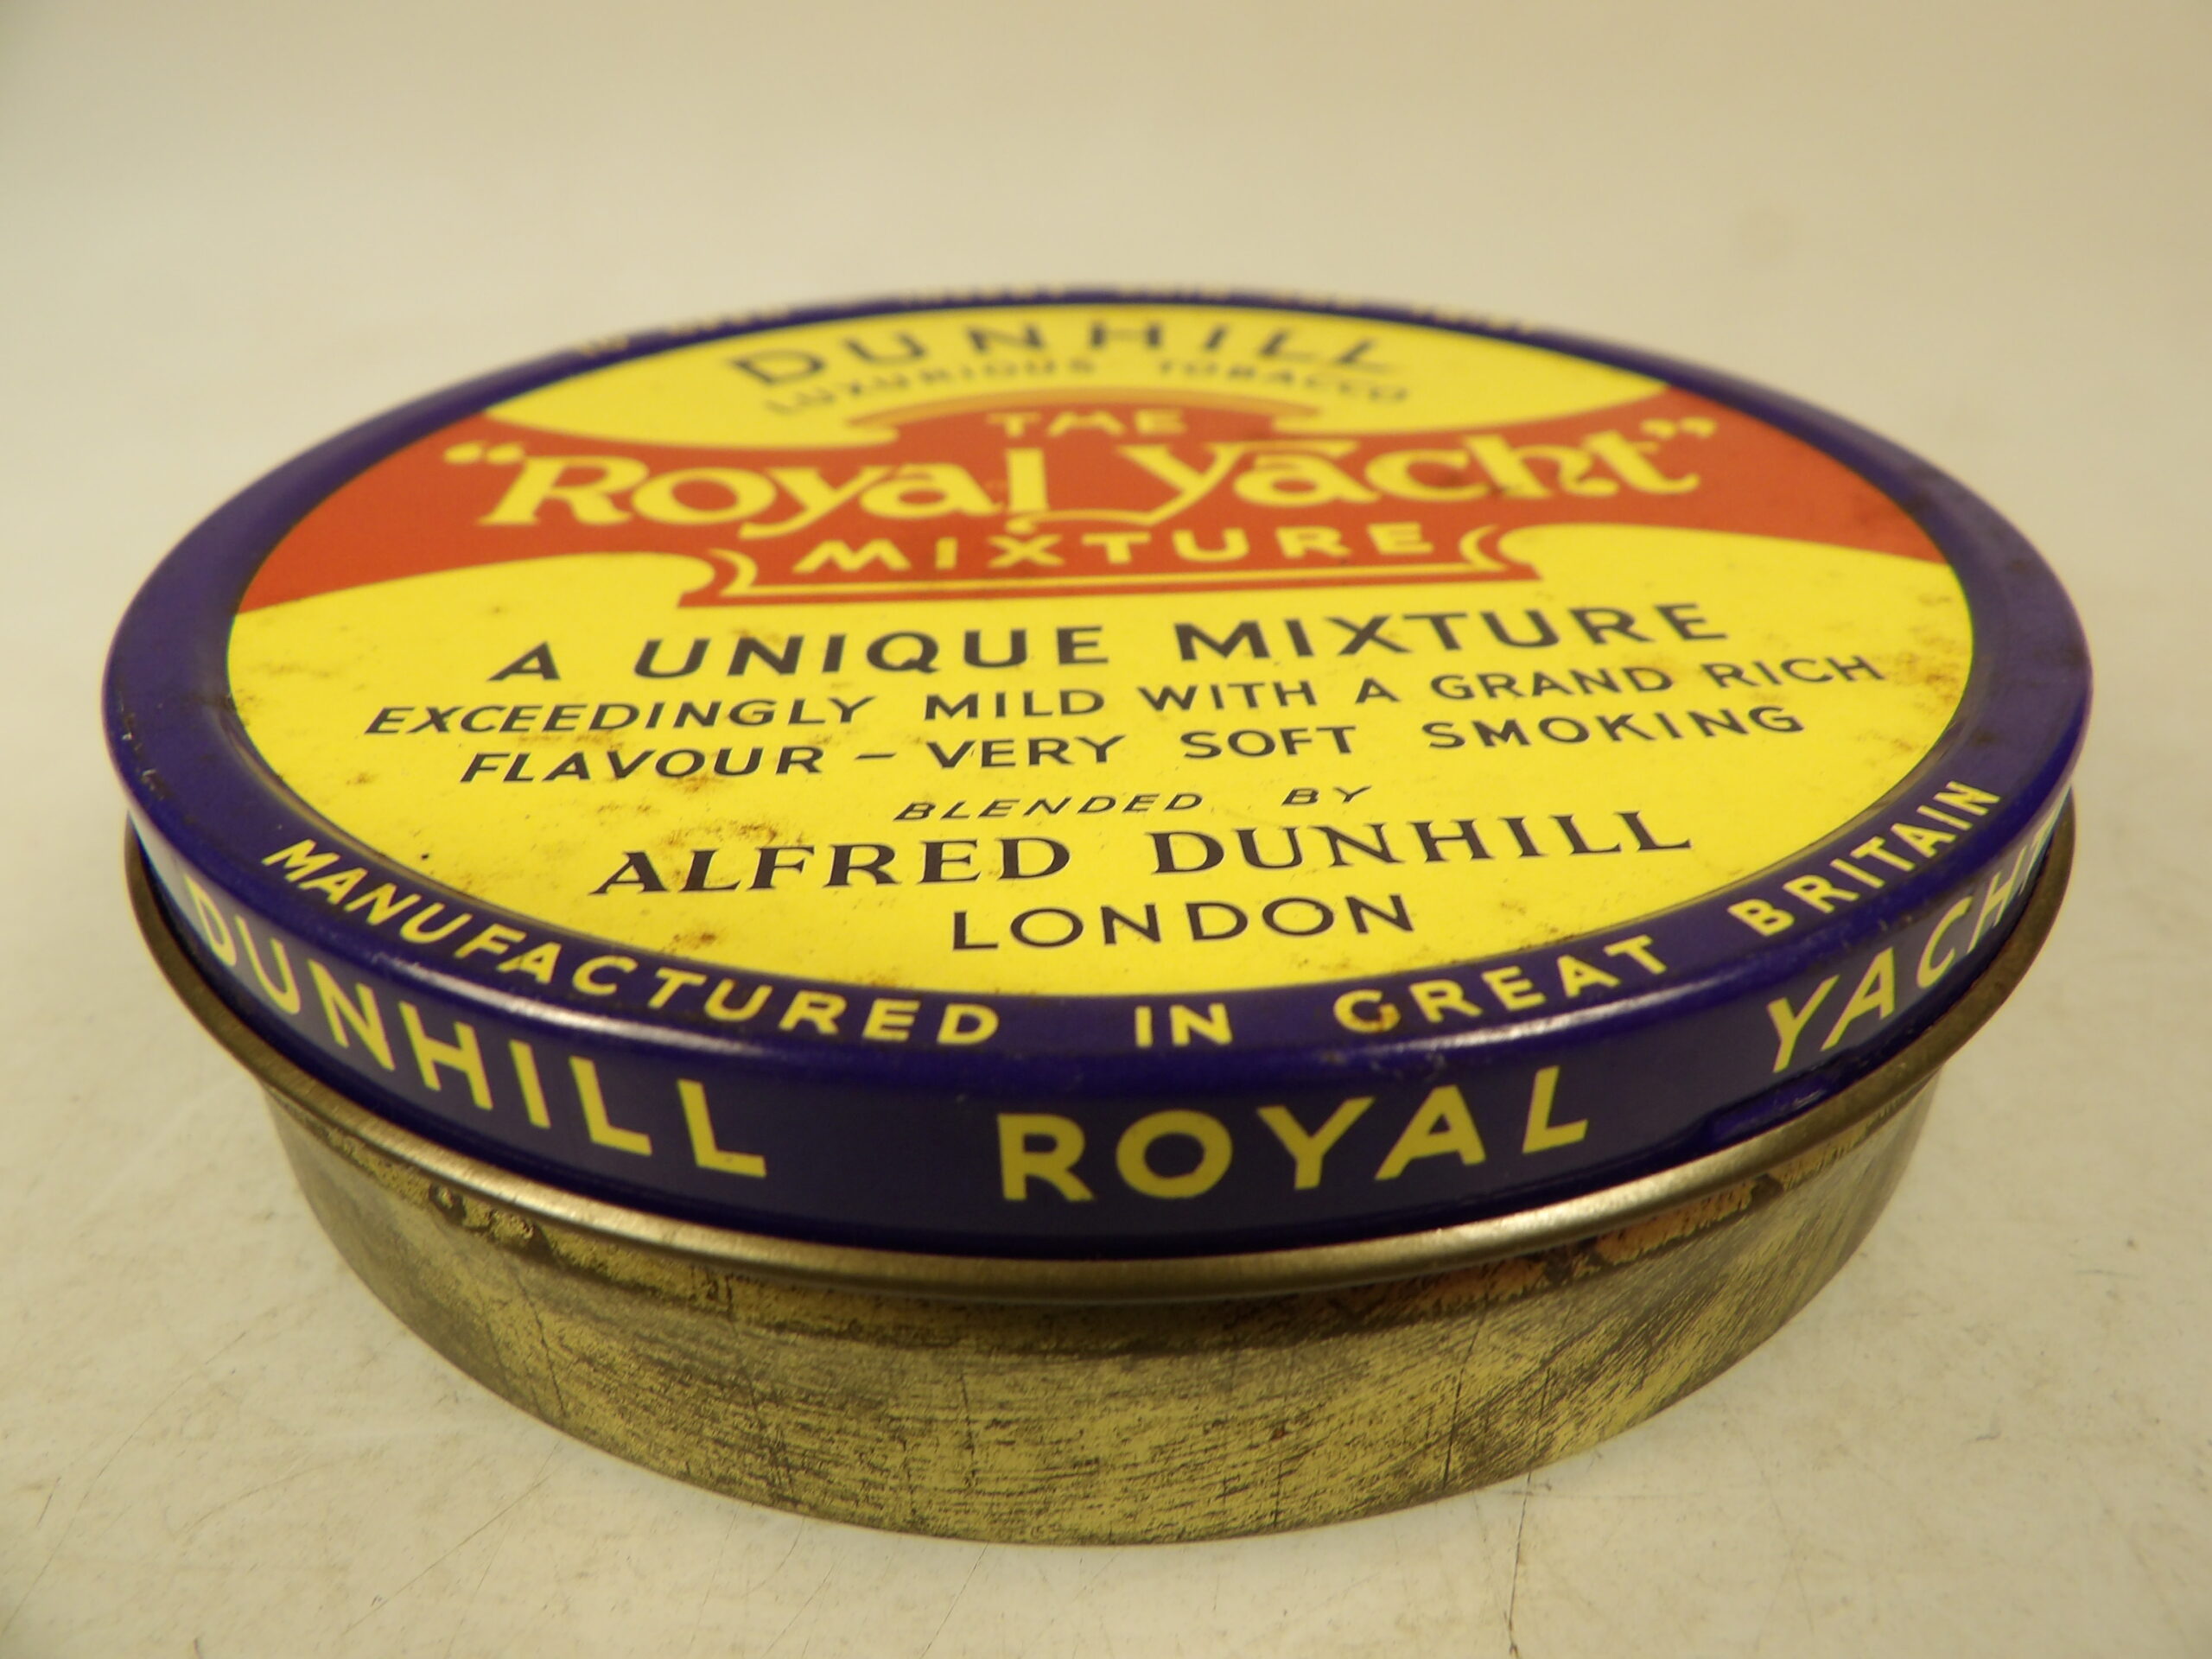 DUNHILL
LUXURIOUS TOBACCO
THE
"Royal Yacht"
MIXTURE
A UNIQUE MIXTURE
EXCEEDINGLY MILD WITH A GRAND RICH
FLAVOUR – VERY SOFT SMOKING
BLENDED BY
ALFRED DUNHILL
LONDON
MANUFACTURED IN GREAT BRITAIN
DUNHILL ROYAL YACHT